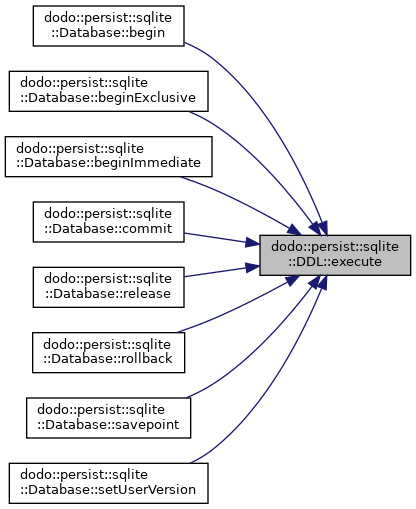 dodo::persist::sqlite
::Database::begin
dodo::persist::sqlite
::Database::beginExclusive
dodo::persist::sqlite
::Database::beginImmediate
dodo::persist::sqlite
::Database::commit
dodo::persist::sqlite
::DDL::execute
dodo::persist::sqlite
::Database::release
dodo::persist::sqlite
::Database::rollback
dodo::persist::sqlite
::Database::savepoint
dodo::persist::sqlite
::Database::setUserVersion